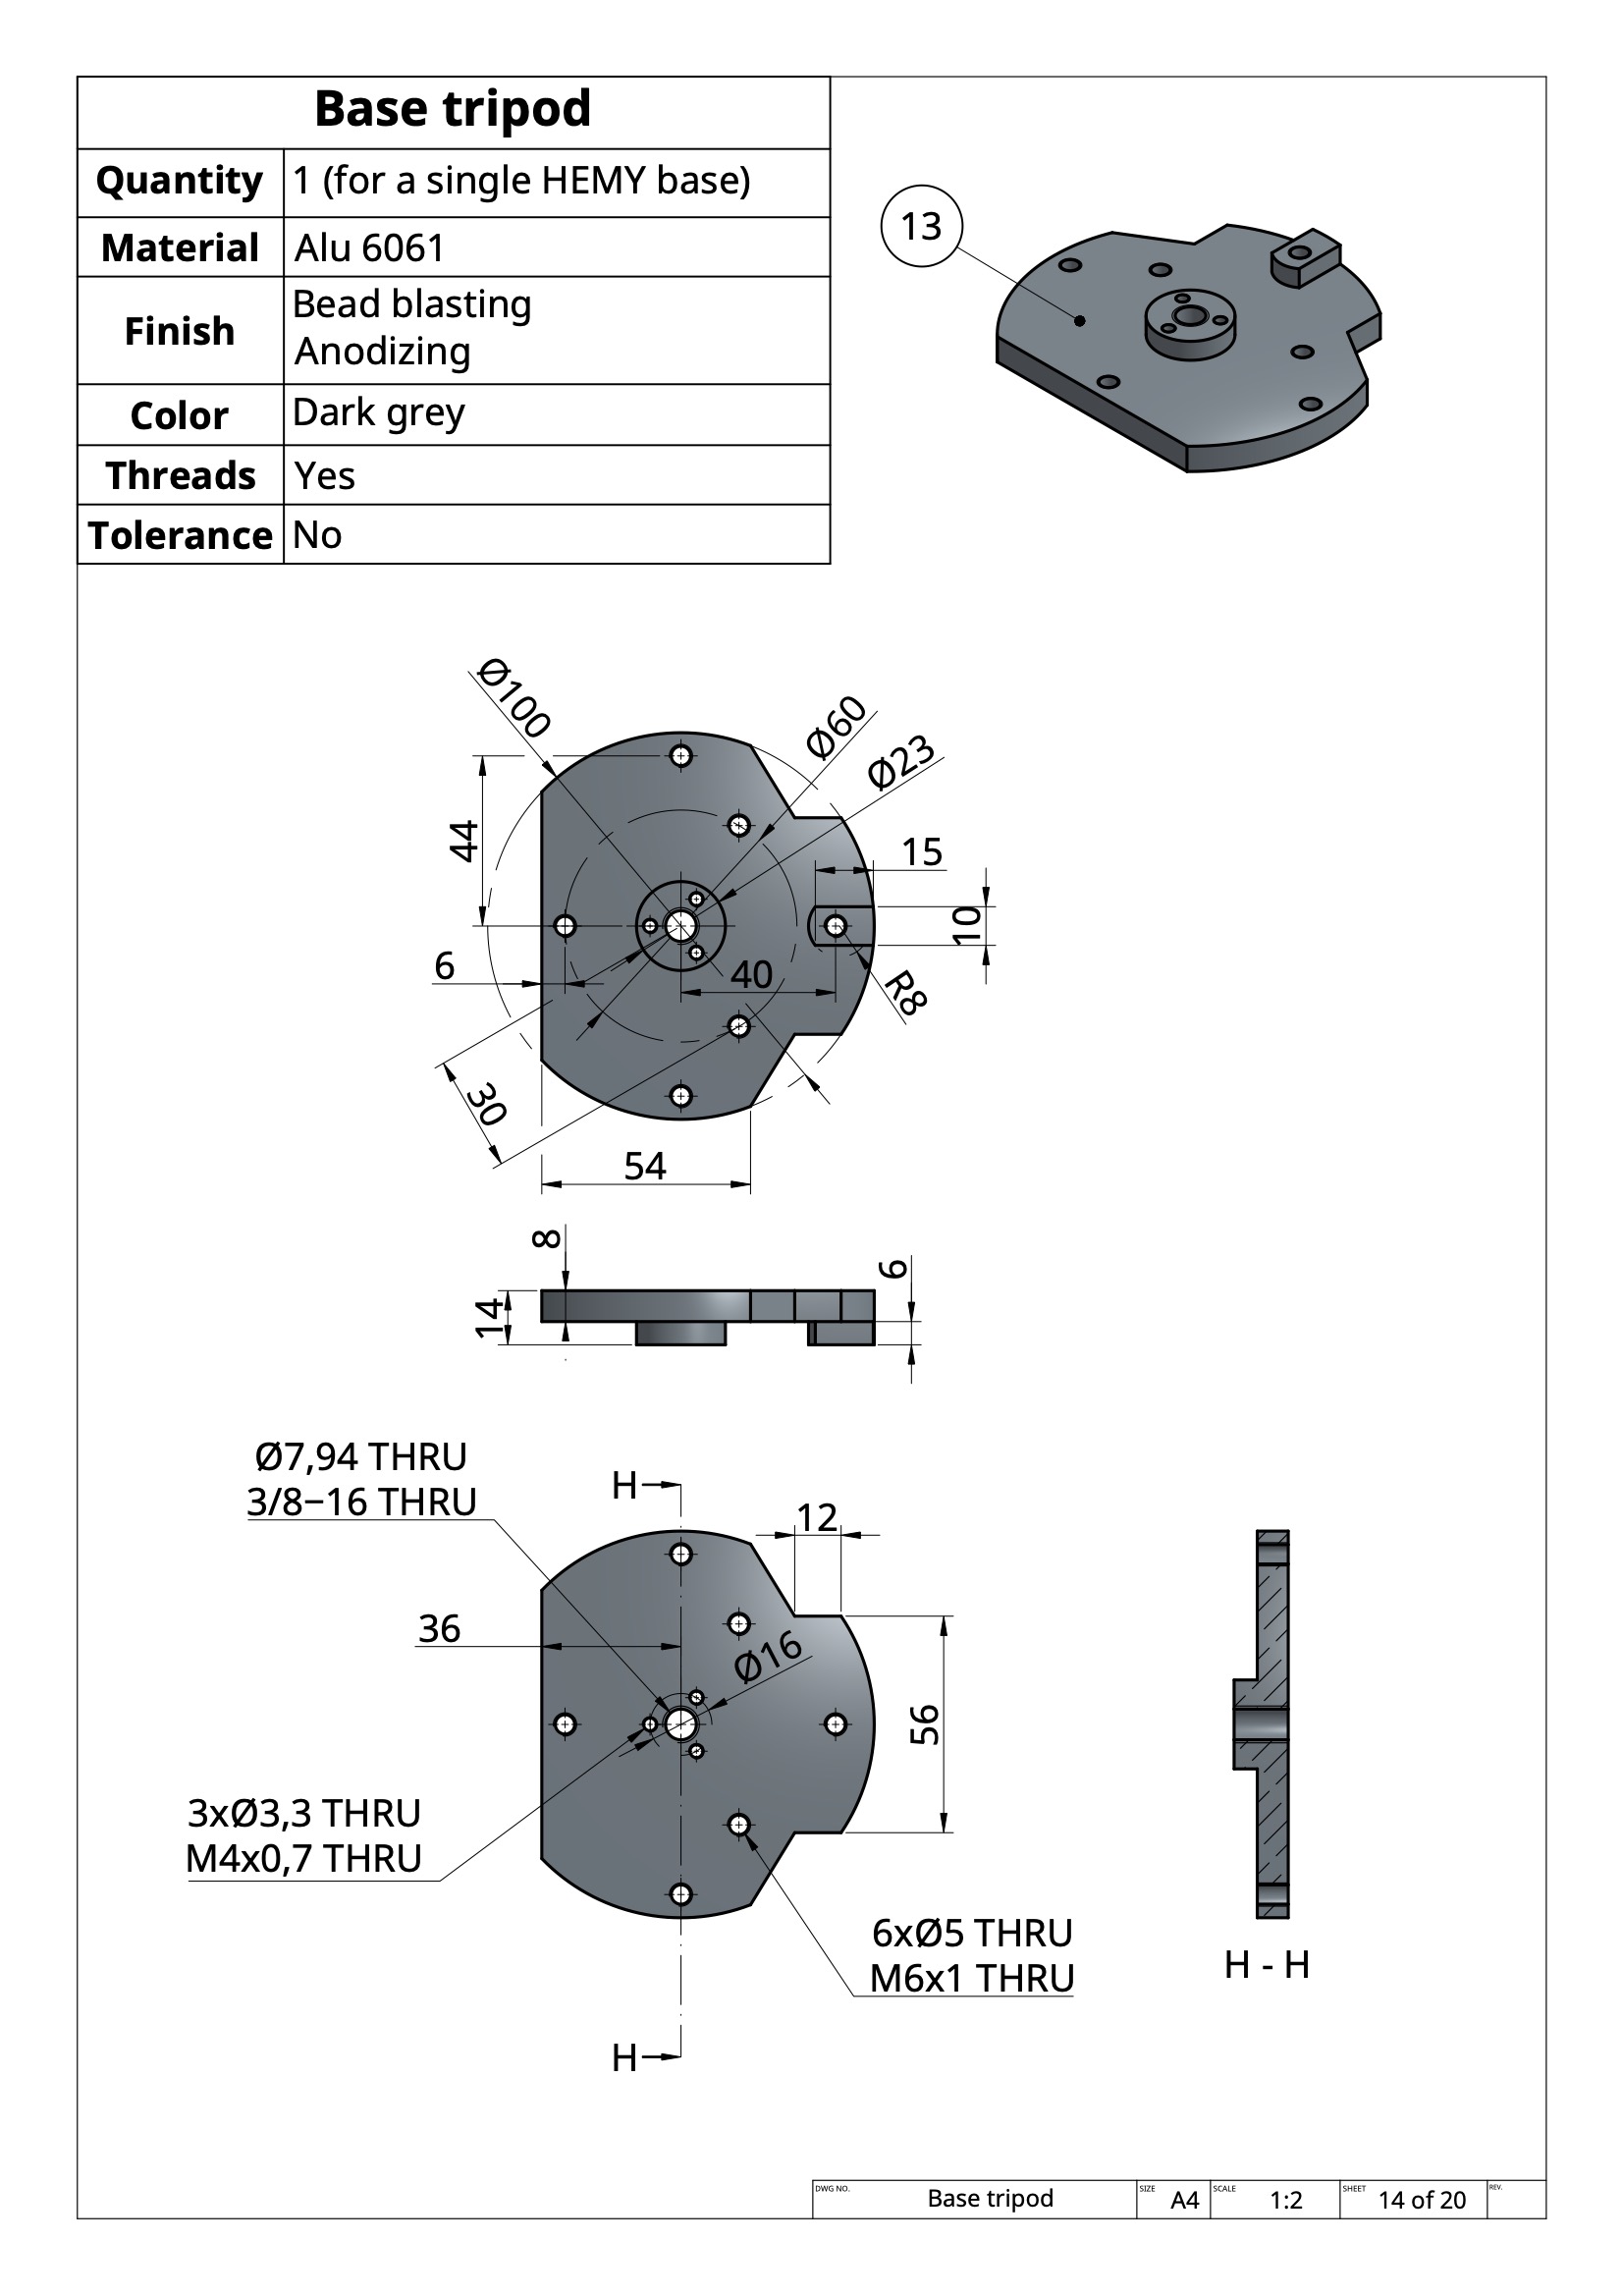 Base tripod
Quantity 1 (for a single HEMY base)
Material Alu 6061
Finish Bead blasting
Anodizing
Color Dark grey
Threads Yes
Tolerance No
13
Ø100
Ø60
Ø23
44
15
10
6
40
R8
30
54
8
14
6
Ø7,94 THRU
3/8−16 THRU
H
12
36
Ø16
56
3xØ3,3 THRU
M4x0,7 THRU
6xØ5 THRU
M6x1 THRU
H - H
H
DWG NO. Base tripod SIZE A4 SCALE 1:2 SHEET 14 of 20 REV.